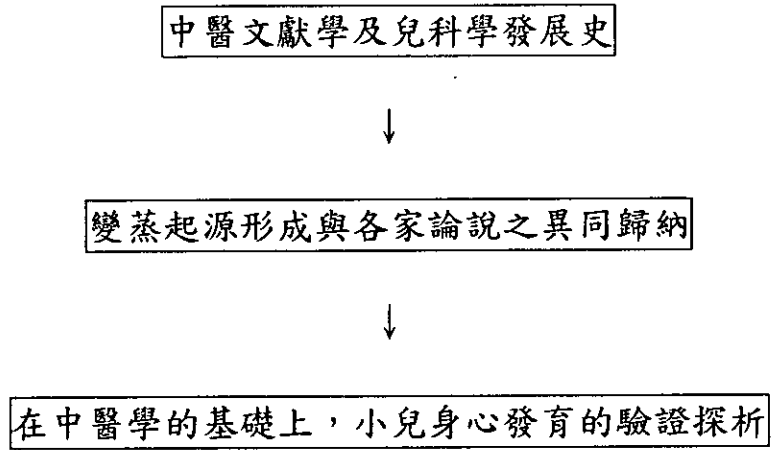 中醫文獻學及兒科學發展史
↓
變蒸起源形成與各家論說之異同歸納
↓
在中醫學的基礎上，小兒身心發育的驗證探析